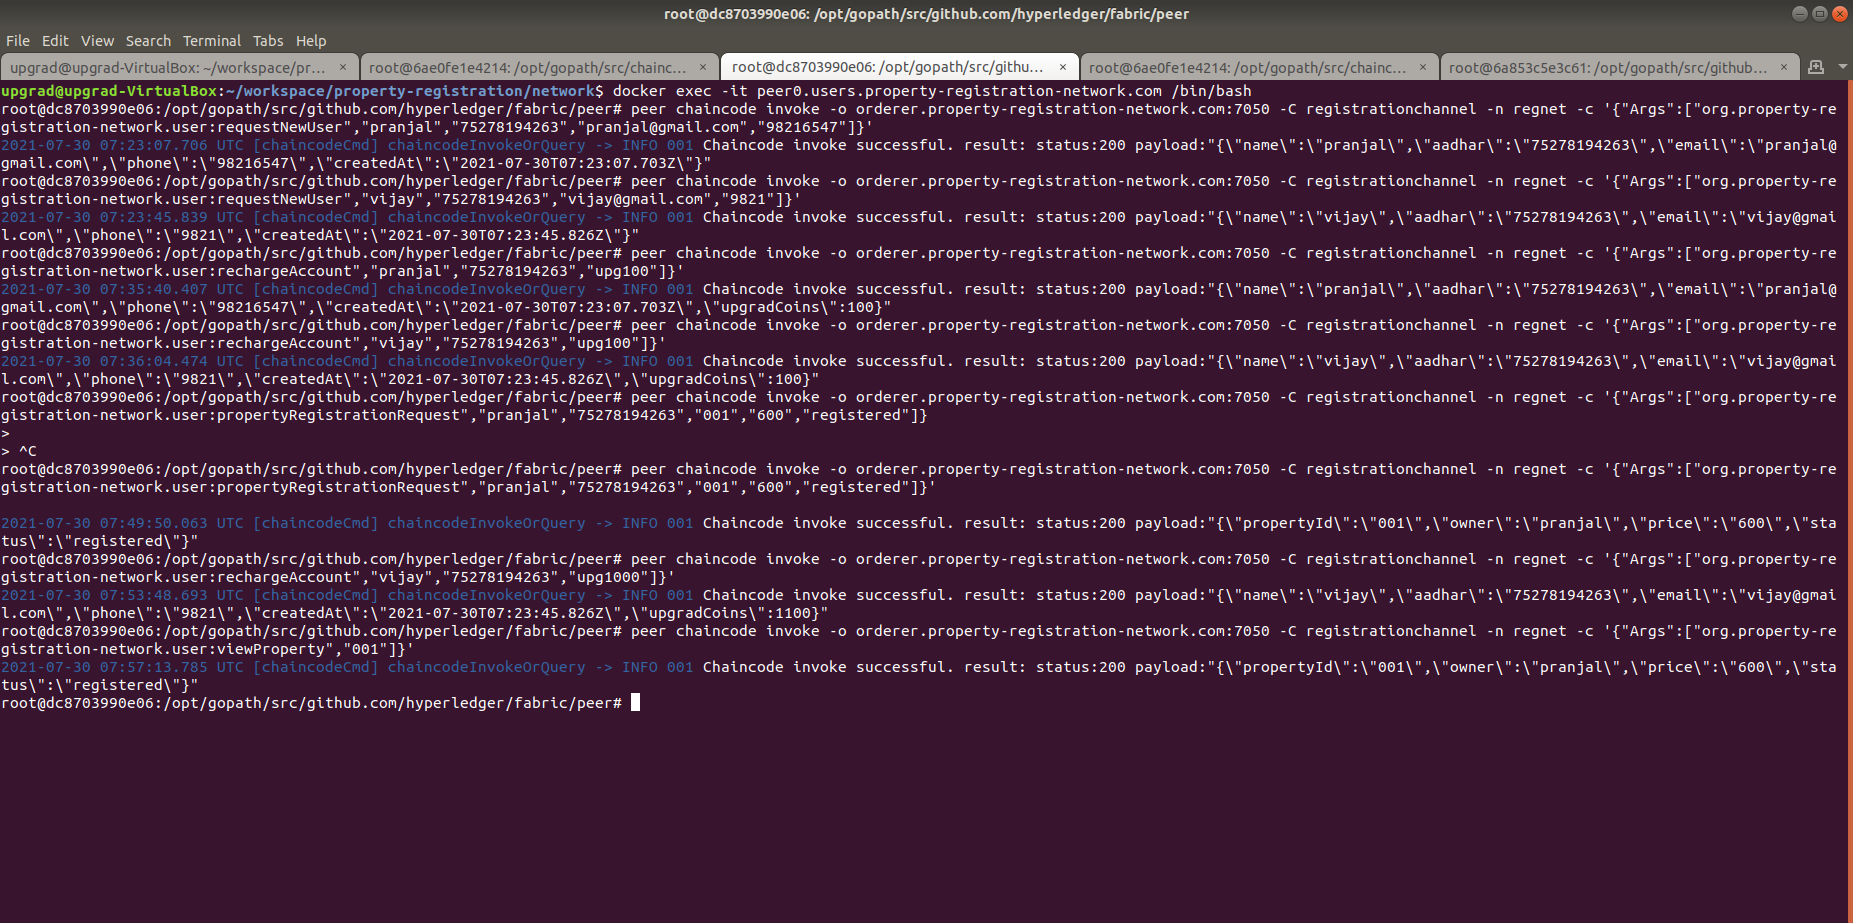 root@dc8703990e06: /opt/gopath/src/github.com/hyperledger/fabric/peer
File Edit View Search Terminal Tabs Help
upgrad@upgrad-VirtualBox: ~/workspace/pr... × root@6ae0fe1e4214: /opt/gopath/src/chainc... × root@dc8703990e06: /opt/gopath/src/githu... × root@6ae0fe1e4214: /opt/gopath/src/chainc... × root@6a853c5e3c61: /opt/gopath/src/github... ×
upgrad@upgrad-VirtualBox:~/workspace/property-registration/network$ docker exec -it peer0.users.property-registration-network.com /bin/bash
root@dc8703990e06:/opt/gopath/src/github.com/hyperledger/fabric/peer# peer chaincode invoke -o orderer.property-registration-network.com:7050 -C registrationchannel -n regnet -c '{"Args":["org.property-re
gistration-network.user:requestNewUser","pranjal","75278194263","pranjal@gmail.com","98216547"]}'
2021-07-30 07:23:07.706 UTC [chaincodeCmd] chaincodeInvokeOrQuery -> INFO 001 Chaincode invoke successful. result: status:200 payload:"{\"name\":\"pranjal\",\"aadhar\":\"75278194263\",\"email\":\"pranjal@
gmail.com\",\"phone\":\"98216547\",\"createdAt\":\"2021-07-30T07:23:07.703Z\"}"
root@dc8703990e06:/opt/gopath/src/github.com/hyperledger/fabric/peer# peer chaincode invoke -o orderer.property-registration-network.com:7050 -C registrationchannel -n regnet -c '{"Args":["org.property-re
gistration-network.user:requestNewUser","vijay","75278194263","vijay@gmail.com","9821"]}'
2021-07-30 07:23:45.839 UTC [chaincodeCmd] chaincodeInvokeOrQuery -> INFO 001 Chaincode invoke successful. result: status:200 payload:"{\"name\":\"vijay\",\"aadhar\":\"75278194263\",\"email\":\"vijay@gmai
l.com\",\"phone\":\"9821\",\"createdAt\":\"2021-07-30T07:23:45.826Z\"}"
root@dc8703990e06:/opt/gopath/src/github.com/hyperledger/fabric/peer# peer chaincode invoke -o orderer.property-registration-network.com:7050 -C registrationchannel -n regnet -c '{"Args":["org.property-re
gistration-network.user:rechargeAccount","pranjal","75278194263","upg100"]}'
2021-07-30 07:35:40.407 UTC [chaincodeCmd] chaincodeInvokeOrQuery -> INFO 001 Chaincode invoke successful. result: status:200 payload:"{\"name\":\"pranjal\",\"aadhar\":\"75278194263\",\"email\":\"pranjal@
gmail.com\",\"phone\":\"98216547\",\"createdAt\":\"2021-07-30T07:23:07.703Z\",\"upgradCoins\":100}"
root@dc8703990e06:/opt/gopath/src/github.com/hyperledger/fabric/peer# peer chaincode invoke -o orderer.property-registration-network.com:7050 -C registrationchannel -n regnet -c '{"Args":["org.property-re
gistration-network.user:rechargeAccount","vijay","75278194263","upg100"]}'
2021-07-30 07:36:04.474 UTC [chaincodeCmd] chaincodeInvokeOrQuery -> INFO 001 Chaincode invoke successful. result: status:200 payload:"{\"name\":\"vijay\",\"aadhar\":\"75278194263\",\"email\":\"vijay@gmai
l.com\",\"phone\":\"9821\",\"createdAt\":\"2021-07-30T07:23:45.826Z\",\"upgradCoins\":100}"
root@dc8703990e06:/opt/gopath/src/github.com/hyperledger/fabric/peer# peer chaincode invoke -o orderer.property-registration-network.com:7050 -C registrationchannel -n regnet -c '{"Args":["org.property-re
gistration-network.user:propertyRegistrationRequest","pranjal","75278194263","001","600","registered"]}
>
> ^C
root@dc8703990e06:/opt/gopath/src/github.com/hyperledger/fabric/peer# peer chaincode invoke -o orderer.property-registration-network.com:7050 -C registrationchannel -n regnet -c '{"Args":["org.property-re
gistration-network.user:propertyRegistrationRequest","pranjal","75278194263","001","600","registered"]}'
2021-07-30 07:49:50.063 UTC [chaincodeCmd] chaincodeInvokeOrQuery -> INFO 001 Chaincode invoke successful. result: status:200 payload:"{\"propertyId\":\"001\",\"owner\":\"pranjal\",\"price\":\"600\",\"sta
tus\":\"registered\"}"
root@dc8703990e06:/opt/gopath/src/github.com/hyperledger/fabric/peer# peer chaincode invoke -o orderer.property-registration-network.com:7050 -C registrationchannel -n regnet -c '{"Args":["org.property-re
gistration-network.user:rechargeAccount","vijay","75278194263","upg1000"]}'
2021-07-30 07:53:48.693 UTC [chaincodeCmd] chaincodeInvokeOrQuery -> INFO 001 Chaincode invoke successful. result: status:200 payload:"{\"name\":\"vijay\",\"aadhar\":\"75278194263\",\"email\":\"vijay@gmai
l.com\",\"phone\":\"9821\",\"createdAt\":\"2021-07-30T07:23:45.826Z\",\"upgradCoins\":1100}"
root@dc8703990e06:/opt/gopath/src/github.com/hyperledger/fabric/peer# peer chaincode invoke -o orderer.property-registration-network.com:7050 -C registrationchannel -n regnet -c '{"Args":["org.property-re
gistration-network.user:viewProperty","001"]}'
2021-07-30 07:57:13.785 UTC [chaincodeCmd] chaincodeInvokeOrQuery -> INFO 001 Chaincode invoke successful. result: status:200 payload:"{\"propertyId\":\"001\",\"owner\":\"pranjal\",\"price\":\"600\",\"sta
tus\":\"registered\"}"
root@dc8703990e06:/opt/gopath/src/github.com/hyperledger/fabric/peer#